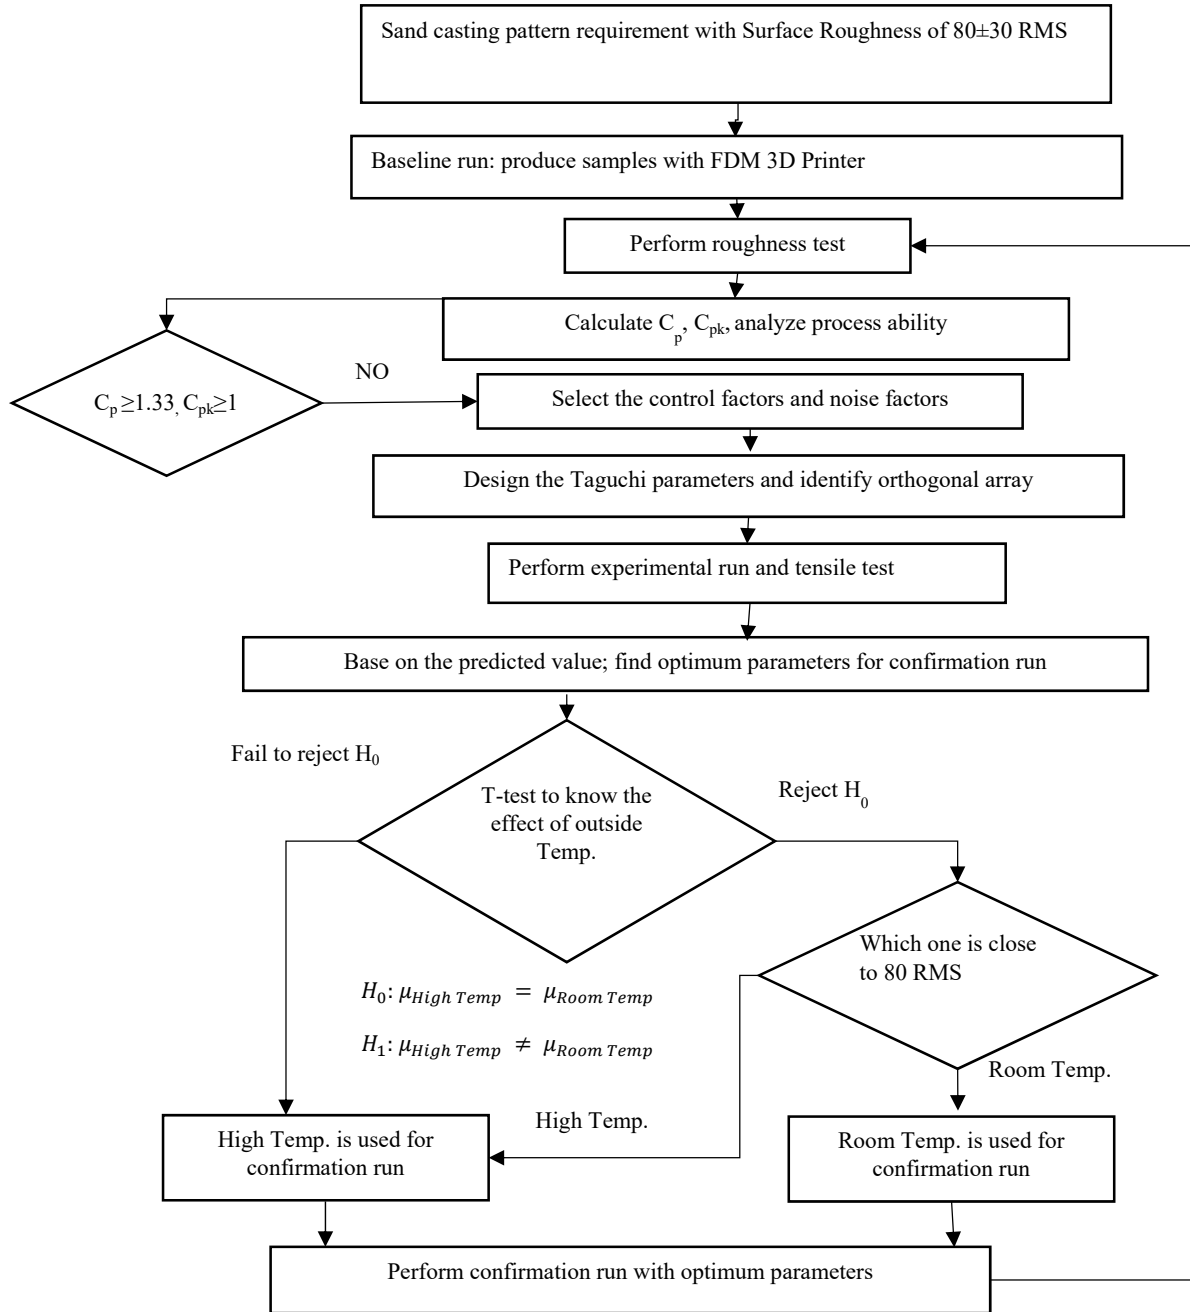 Sand casting pattern requirement with Surface Roughness of 80±30 RMS
Baseline run: produce samples with FDM 3D Printer
Perform roughness test
Calculate Cp, Cpk, analyze process ability
NO
Cp ≥1.33, Cpk≥1
Select the control factors and noise factors
Design the Taguchi parameters and identify orthogonal array
Perform experimental run and tensile test
Base on the predicted value; find optimum parameters for confirmation run
Fail to reject H0
T-test to know the
effect of outside
Temp.
Reject H0
Which one is close
to 80 RMS
H0: μHigh Temp = μRoom Temp
H1: μHigh Temp ≠ μRoom Temp
Room Temp.
High Temp.
High Temp. is used for
confirmation run
Room Temp. is used for
confirmation run
Perform confirmation run with optimum parameters